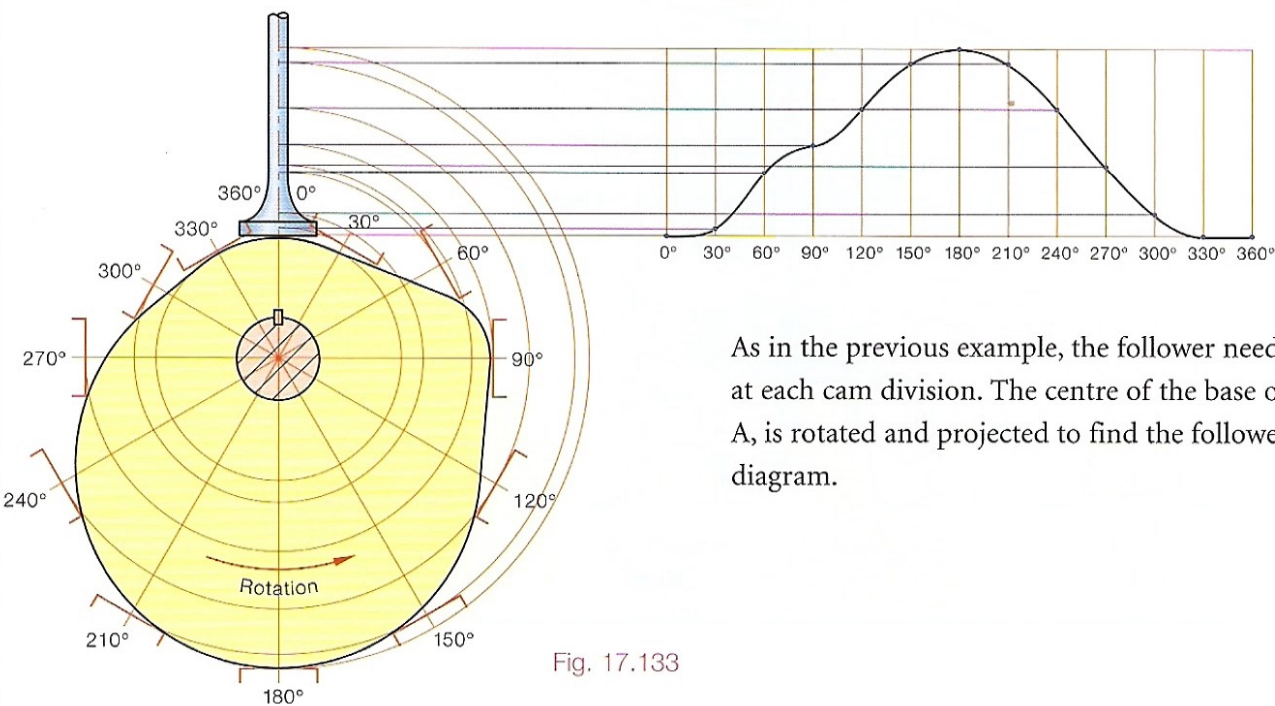 360° 0°
330° 30°
300° 60°
270° 90°
240° 120°
210° 150°
180°
Rotation
0° 30° 60° 90° 120° 150° 180° 210° 240° 270° 300° 330° 360°
As in the previous example, the follower need
at each cam division. The centre of the base o
A, is rotated and projected to find the followe
diagram.
Fig. 17.133